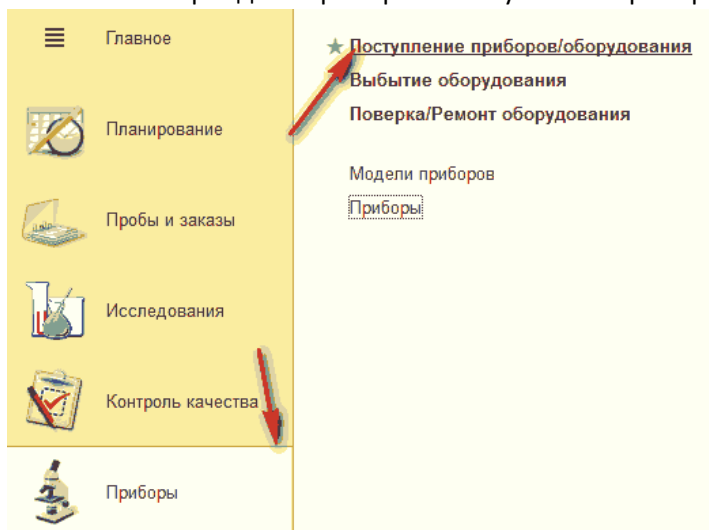 Главное
Планирование
Пробы и заказы
Исследования
Контроль качества
Приборы
Поступление приборов/оборудования
Выбытие оборудования
Поверка/Ремонт оборудования
Модели приборов
Приборы